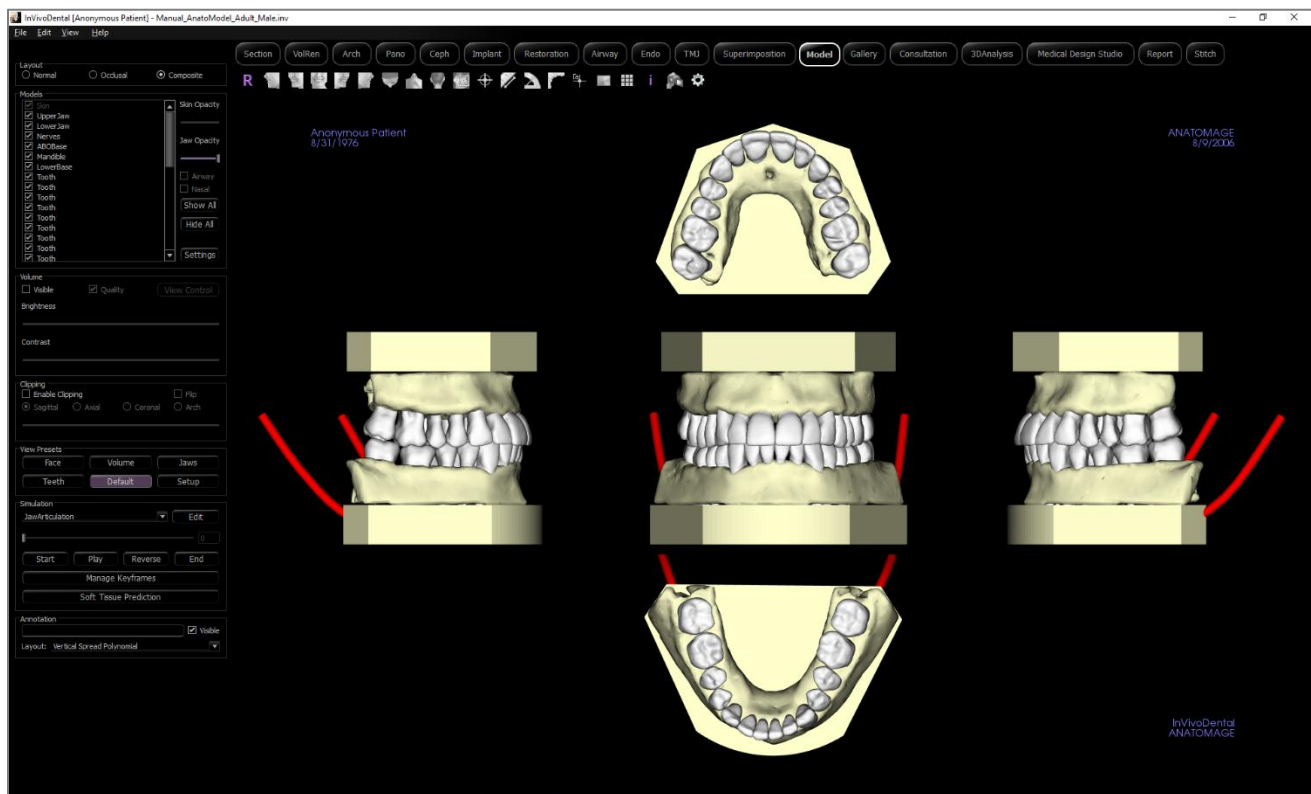 InVivoDental [Anonymous Patient] - Manual_AnatoModel_Adult_Male.inv
File Edit View Help
Section VolRen Arch Pano Ceph Implant Restoration Airway Endo TMJ Superimposition Model Gallery Consultation 3DAnalysis Medical Design Studio Report Stitch
Layout
Normal Occlusal Composite
R i
Models
Skin
UpperJaw
LowerJaw
Nerves
ABOBase
Mandible
LowerBase
Tooth
Tooth
Tooth
Tooth
Tooth
Tooth
Tooth
Tooth
Tooth
Skin Opacity
Jaw Opacity
Airway
Nasal
Show All
Hide All
Settings
Volume
Visible Quality View Control
Brightness
Contrast
Clipping
Enable Clipping Flip
Sagittal Axial Coronal Arch
View Presets
Face Volume Jaws
Teeth Default Setup
Simulation
JawArticulation Edit
0
Start Play Reverse End
Manage Keyframes
Soft Tissue Prediction
Annotation
Visible
Layout: Vertical Spread Polynomial
Anonymous Patient
8/31/1976
ANATOMAGE
8/9/2006
InVivoDental
ANATOMAGE